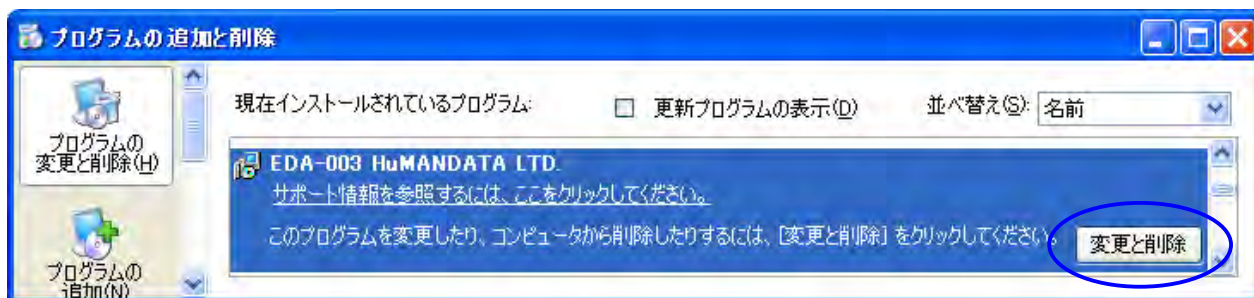 プログラムの追加と削除
プログラムの
変更と削除(H)
プログラムの
追加(N)
現在インストールされているプログラム:
更新プログラムの表示(D)
並べ替え(S):
名前
EDA-003 HuMANDATA LTD.
サポート情報を参照するには、ここをクリックしてください。
このプログラムを変更したり、コンピュータから削除したりするには、[変更と削除] をクリックしてください。
変更と削除